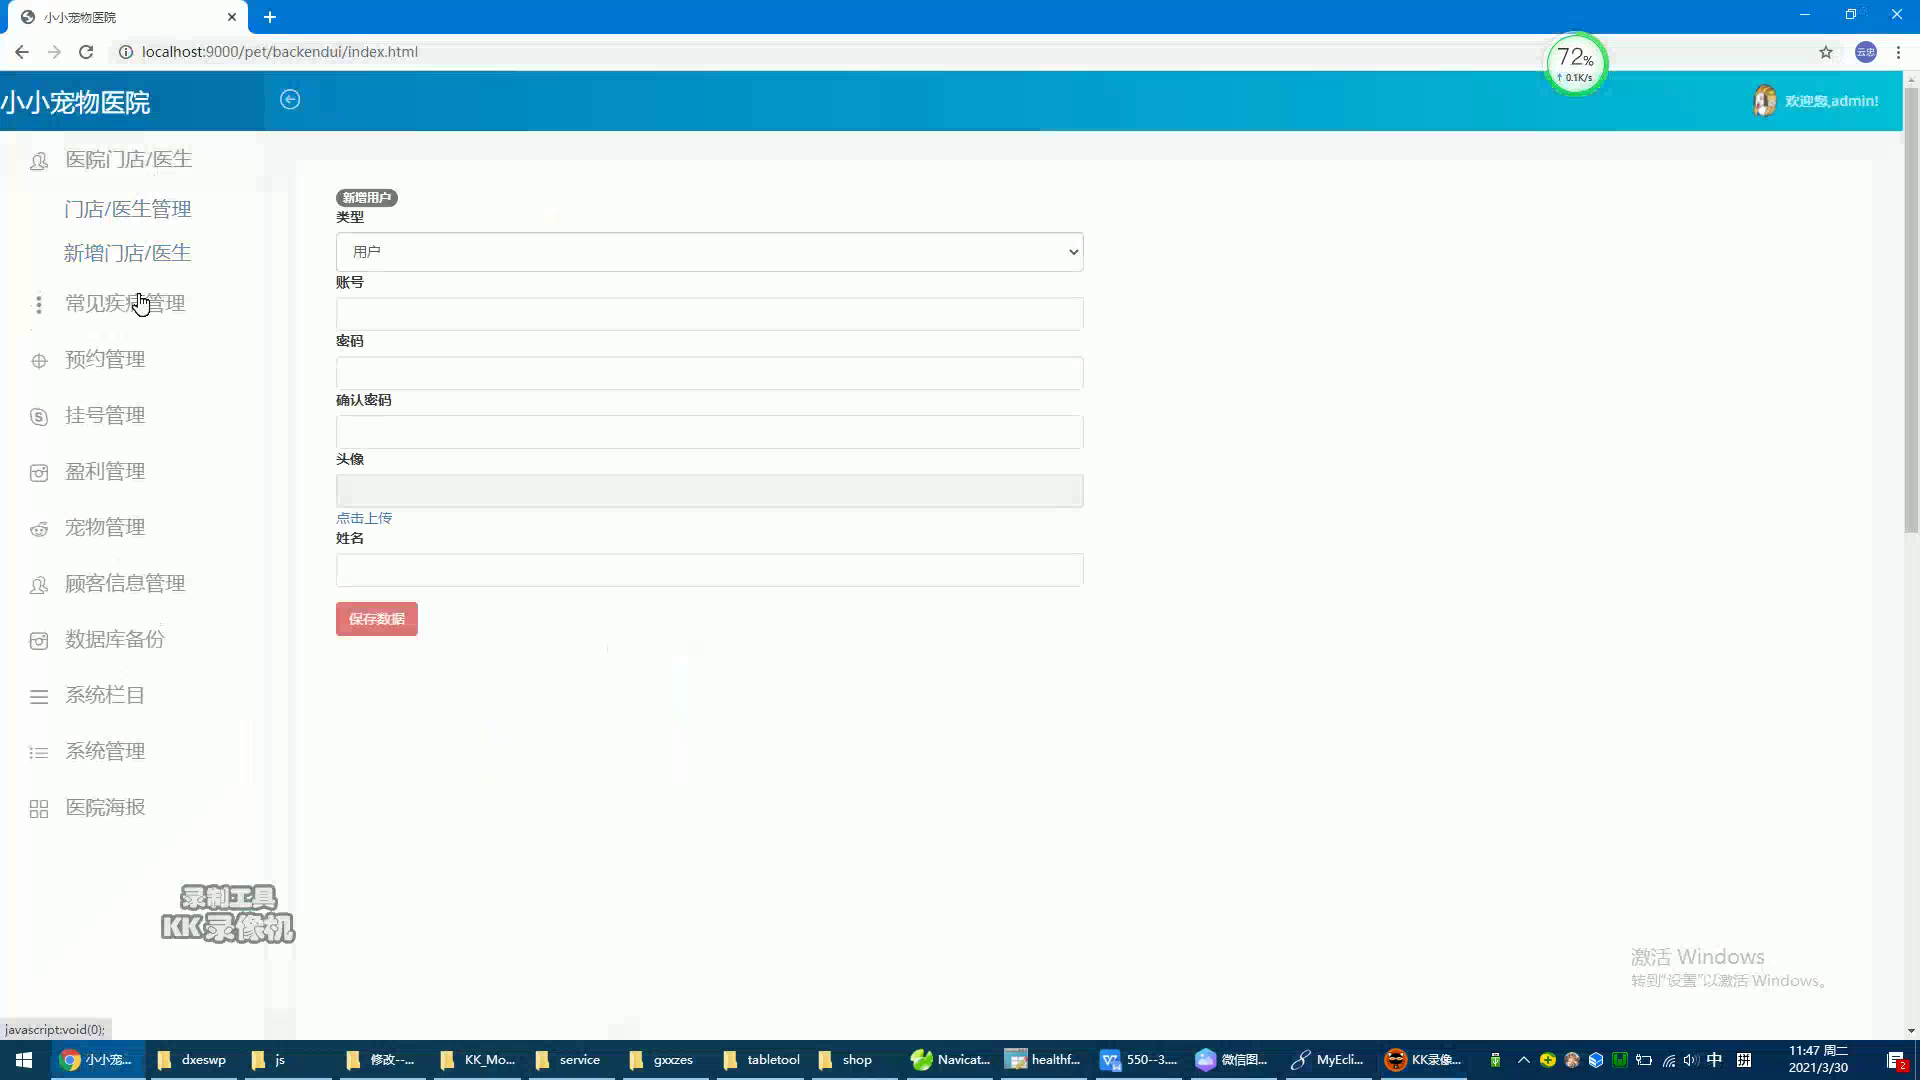 小小宠物医院
localhost:9000/pet/backendui/index.html
72%
↑ 0.1K/s
小小宠物医院
欢迎您,admin!
医院门店/医生
门店/医生管理
新增门店/医生
常见疾病管理
预约管理
挂号管理
盈利管理
宠物管理
顾客信息管理
数据库备份
系统栏目
系统管理
医院海报
新增用户
类型
用户
账号
密码
确认密码
头像
点击上传
姓名
保存数据
录制工具
KK录像机
激活 Windows
转到"设置"以激活 Windows。
javascript:void(0);
小小宠...
dxeswp
js
修改--...
KK_Mo...
service
gxxzes
tabletool
shop
Navicat...
healthf...
550--3....
微信图...
MyEcli...
KK录像...
中
11:47 周二
2021/3/30
2